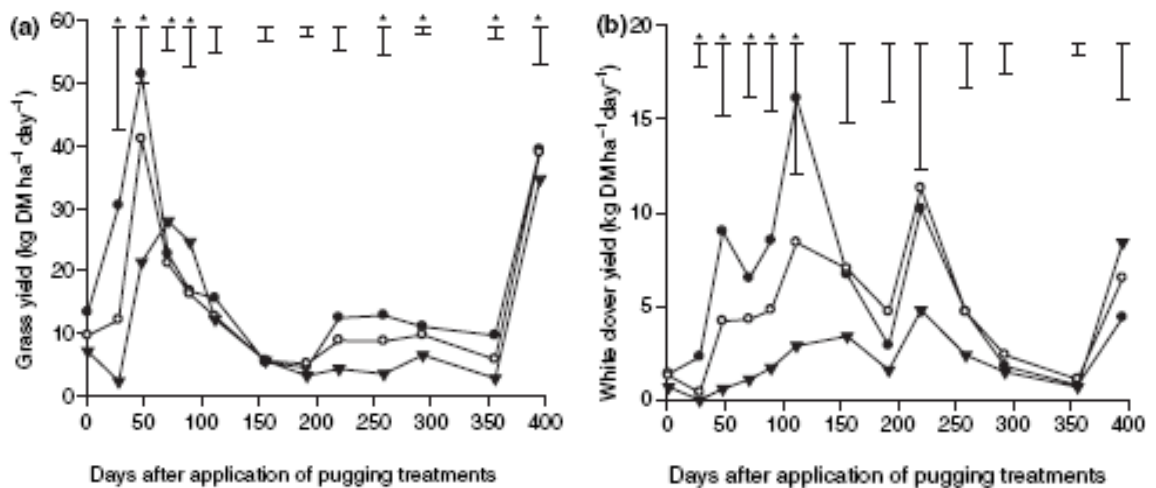 (a)
* * * * * * * *
60
50
40
30
20
10
0
Grass yield (kg DM ha⁻¹ day⁻¹)
0 50 100 150 200 250 300 350 400
Days after application of pugging treatments
(b)
* * * * *
20
15
10
5
0
White clover yield (kg DM ha⁻¹ day⁻¹)
0 50 100 150 200 250 300 350 400
Days after application of pugging treatments